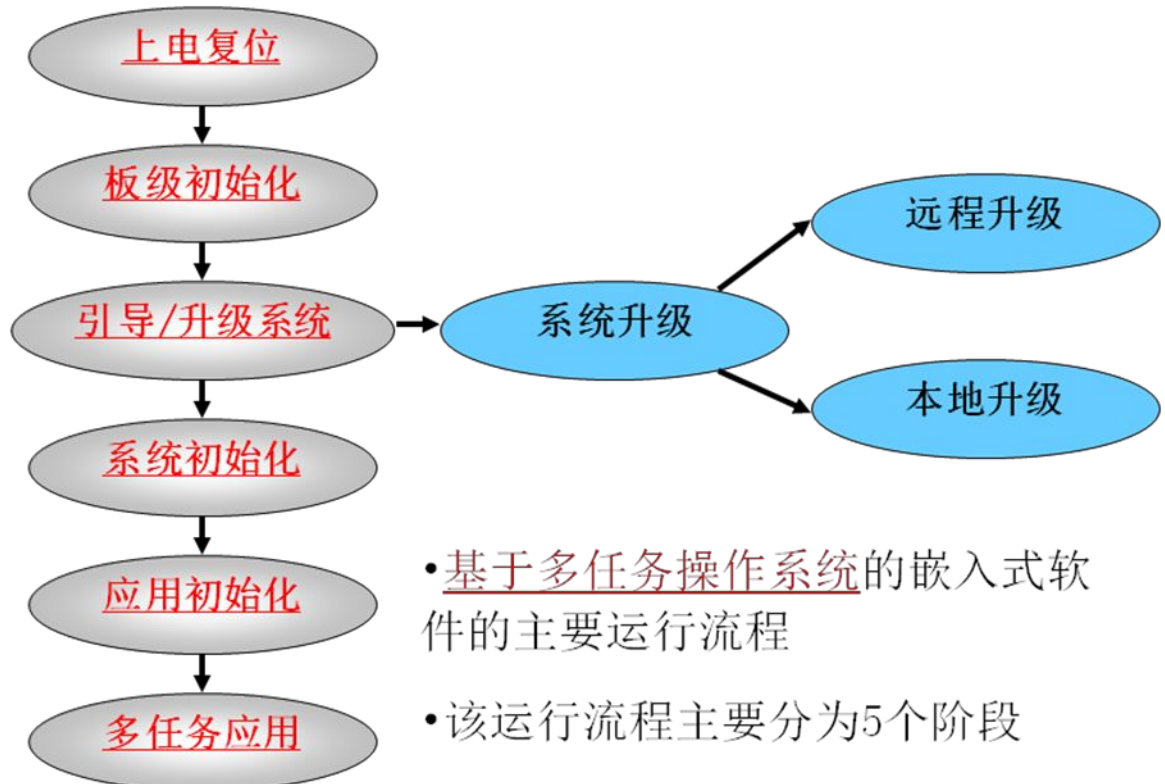 上电复位
板级初始化
引导/升级系统
系统初始化
应用初始化
多任务应用
系统升级
远程升级
本地升级
•基于多任务操作系统的嵌入式软
件的主要运行流程
•该运行流程主要分为5个阶段